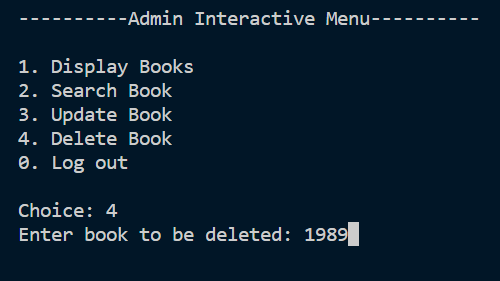 ----------Admin Interactive Menu----------
1. Display Books
2. Search Book
3. Update Book
4. Delete Book
0. Log out
Choice: 4
Enter book to be deleted: 1989